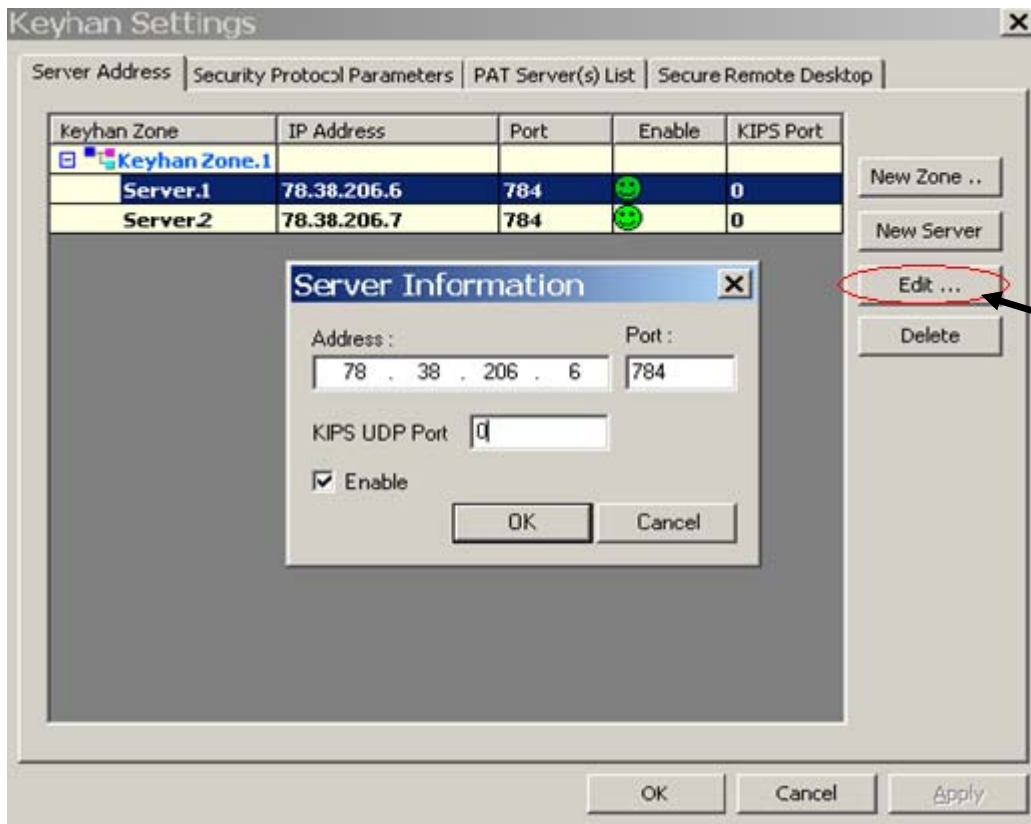 Keyhan Settings
Server Address Security Protocol Parameters PAT Server(s) List Secure Remote Desktop
Keyhan Zone IP Address Port Enable KIPS Port
Keyhan Zone.1
Server.1 78.38.206.6 784 0
Server.2 78.38.206.7 784 0
New Zone ..
New Server
Edit ...
Delete
Server Information
Address : Port :
78 . 38 . 206 . 6 784
KIPS UDP Port 0
Enable
OK Cancel
OK Cancel Apply